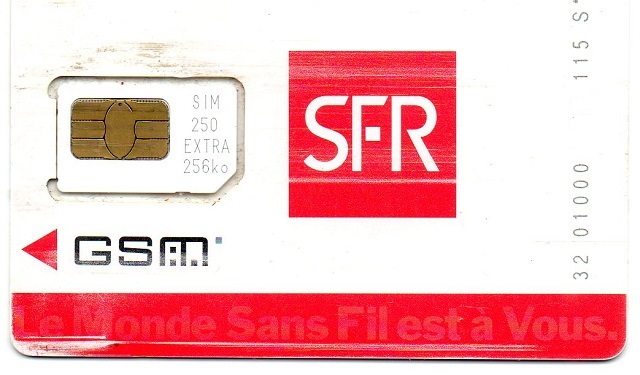 SIM
250
EXTRA
256ko
SFR
GSM
32 01000 115 S
Le Monde Sans Fil est à Vous.